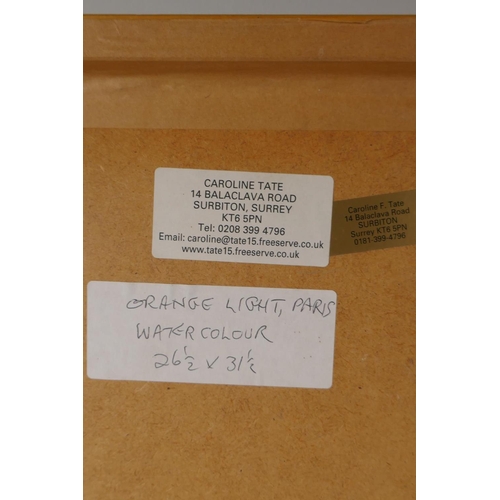 CAROLINE TATE
14 BALACLAVA ROAD
SURBITON, SURREY
KT6 5PN
Tel: 0208 399 4796
Email: caroline@tate15.freeserve.co.uk
www.tate15.freeserve.co.uk
Caroline F. Tate
14 Balaclava Road
SURBITON
Surrey KT6 5PN
0181-399-4796
ORANGE LIGHT, PARIS
WATERCOLOUR
26½ x 31½